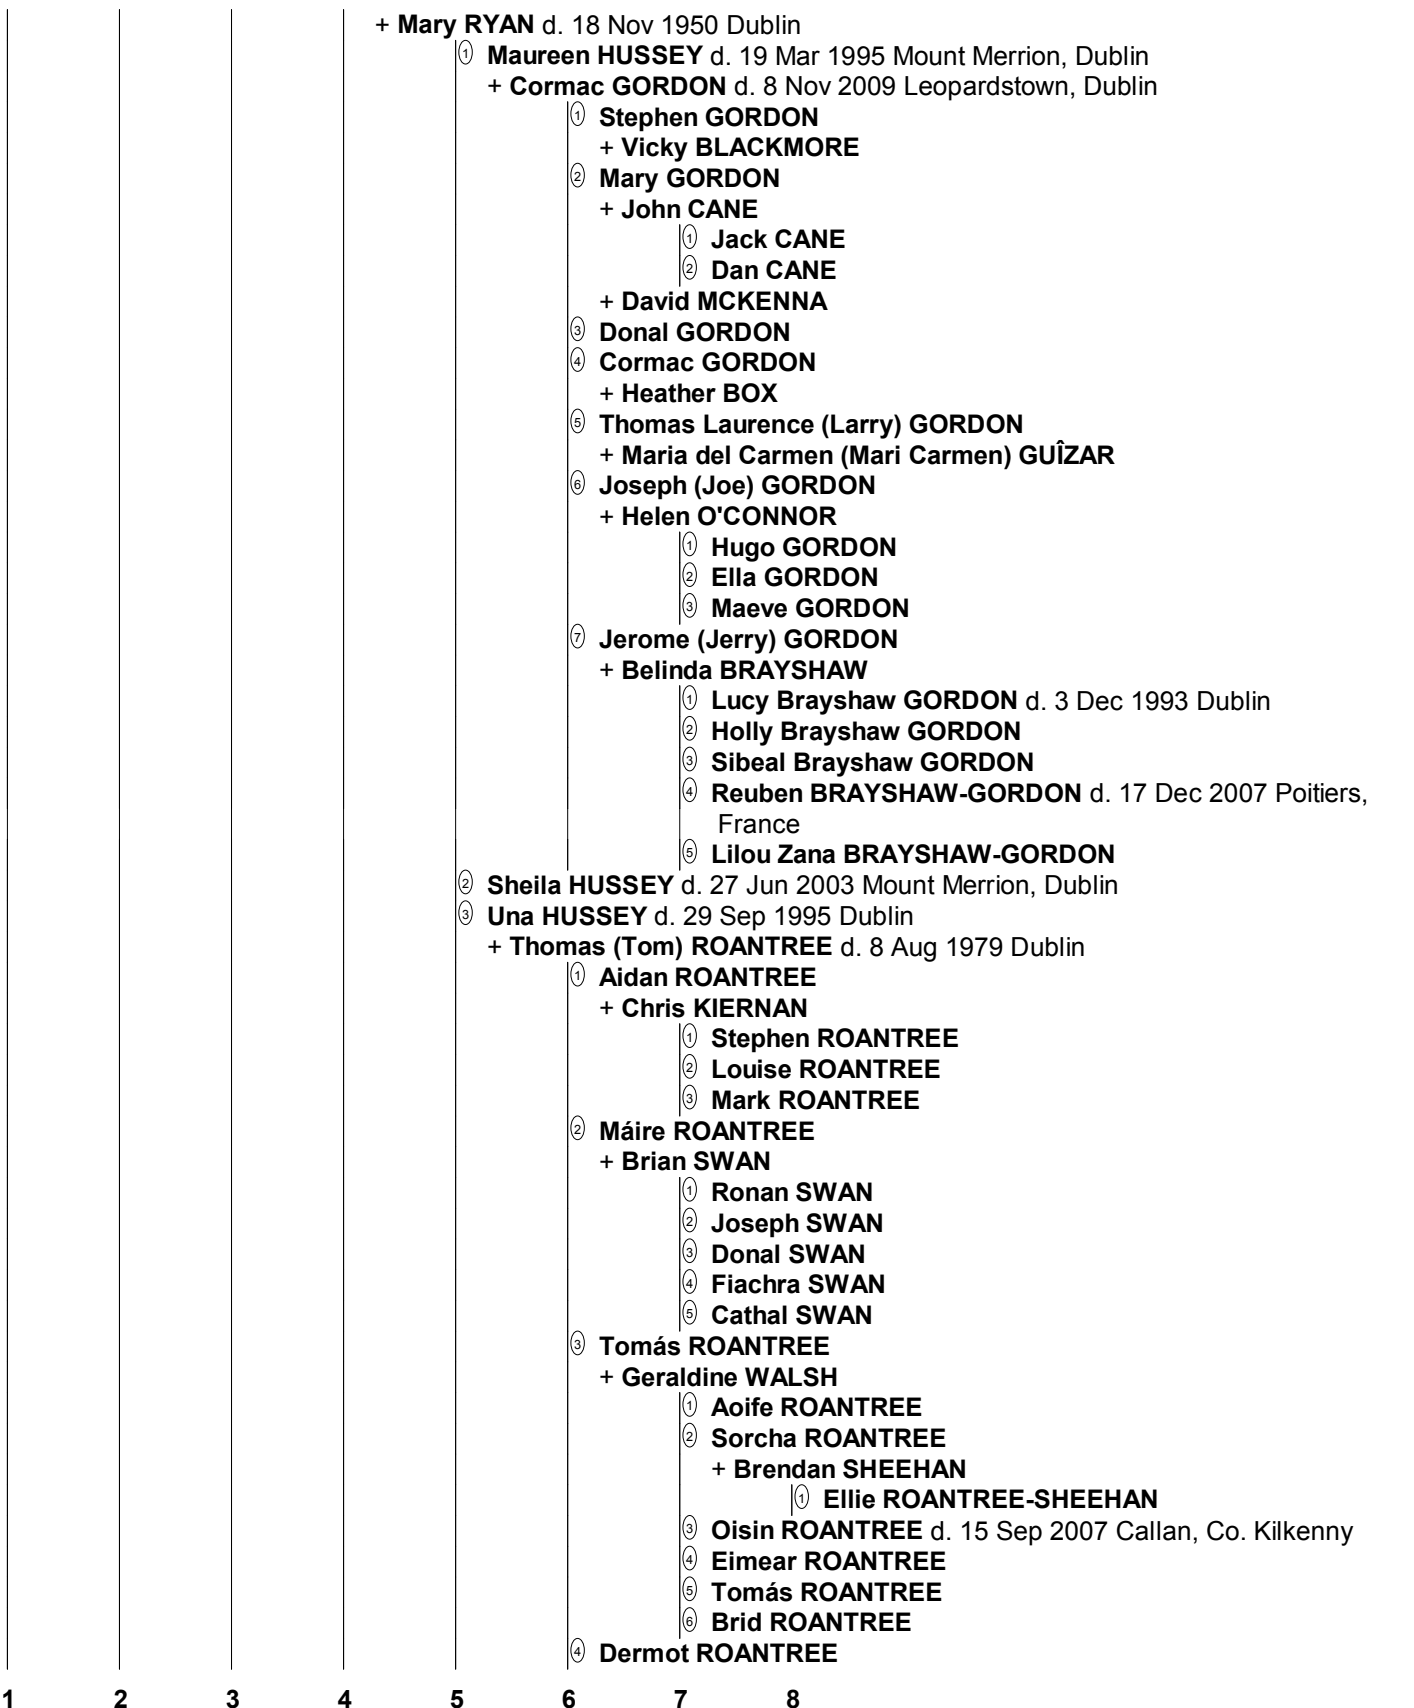 + Mary RYAN d. 18 Nov 1950 Dublin
① Maureen HUSSEY d. 19 Mar 1995 Mount Merrion, Dublin
+ Cormac GORDON d. 8 Nov 2009 Leopardstown, Dublin
① Stephen GORDON
+ Vicky BLACKMORE
② Mary GORDON
+ John CANE
① Jack CANE
② Dan CANE
+ David MCKENNA
③ Donal GORDON
④ Cormac GORDON
+ Heather BOX
⑤ Thomas Laurence (Larry) GORDON
+ Maria del Carmen (Mari Carmen) GUÎZAR
⑥ Joseph (Joe) GORDON
+ Helen O'CONNOR
① Hugo GORDON
② Ella GORDON
③ Maeve GORDON
⑦ Jerome (Jerry) GORDON
+ Belinda BRAYSHAW
① Lucy Brayshaw GORDON d. 3 Dec 1993 Dublin
② Holly Brayshaw GORDON
③ Sibeal Brayshaw GORDON
④ Reuben BRAYSHAW-GORDON d. 17 Dec 2007 Poitiers,
France
⑤ Lilou Zana BRAYSHAW-GORDON
② Sheila HUSSEY d. 27 Jun 2003 Mount Merrion, Dublin
③ Una HUSSEY d. 29 Sep 1995 Dublin
+ Thomas (Tom) ROANTREE d. 8 Aug 1979 Dublin
① Aidan ROANTREE
+ Chris KIERNAN
① Stephen ROANTREE
② Louise ROANTREE
③ Mark ROANTREE
② Máire ROANTREE
+ Brian SWAN
① Ronan SWAN
② Joseph SWAN
③ Donal SWAN
④ Fiachra SWAN
⑤ Cathal SWAN
③ Tomás ROANTREE
+ Geraldine WALSH
① Aoife ROANTREE
② Sorcha ROANTREE
+ Brendan SHEEHAN
① Ellie ROANTREE-SHEEHAN
③ Oisin ROANTREE d. 15 Sep 2007 Callan, Co. Kilkenny
④ Eimear ROANTREE
⑤ Tomás ROANTREE
⑥ Brid ROANTREE
④ Dermot ROANTREE
1 2 3 4 5 6 7 8